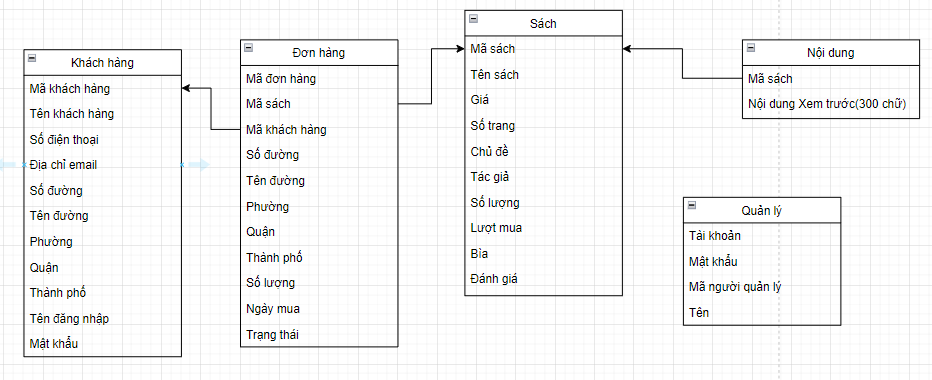 Khách hàng
Mã khách hàng
Tên khách hàng
Số điện thoại
Địa chỉ email
Số đường
Tên đường
Phường
Quận
Thành phố
Tên đăng nhập
Mật khẩu
Đơn hàng
Mã đơn hàng
Mã sách
Mã khách hàng
Số đường
Tên đường
Phường
Quận
Thành phố
Số lượng
Ngày mua
Trạng thái
Sách
Mã sách
Tên sách
Giá
Số trang
Chủ đề
Tác giả
Số lượng
Lượt mua
Bìa
Đánh giá
Nội dung
Mã sách
Nội dung Xem trước(300 chữ)
Quản lý
Tài khoản
Mật khẩu
Mã người quản lý
Tên